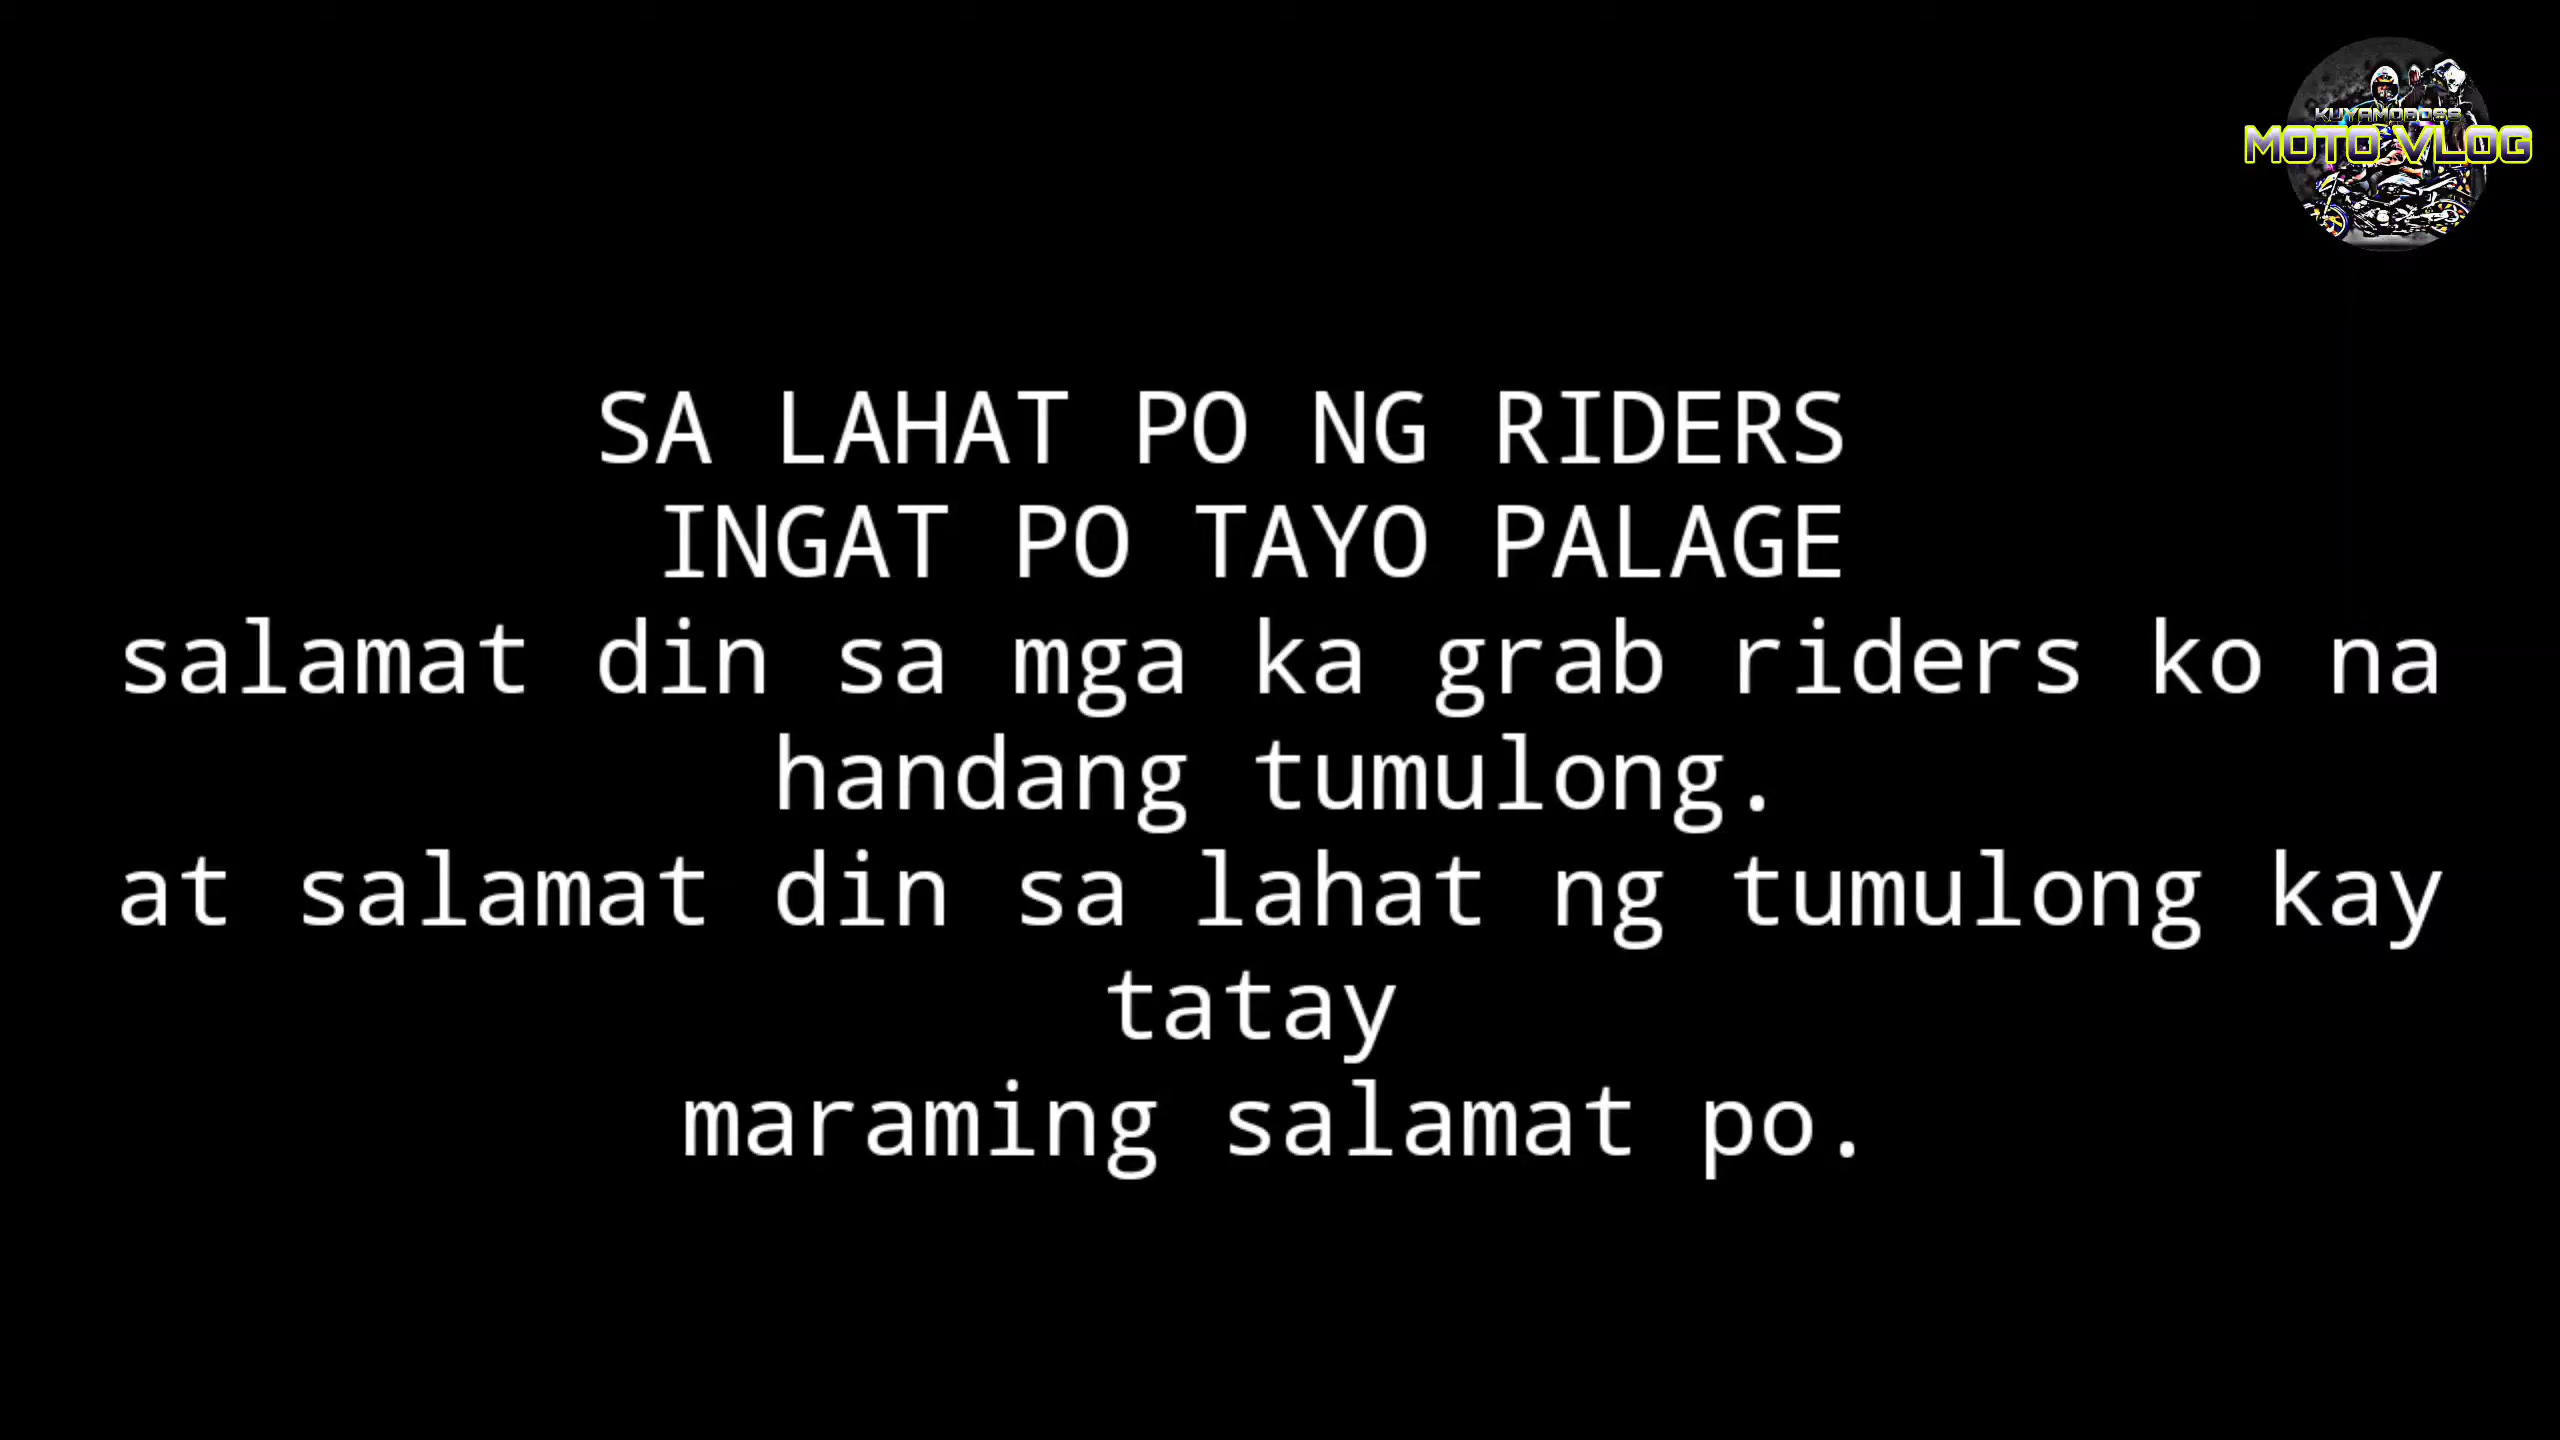 KUYAMOBOSS
MOTO VLOG
SA LAHAT PO NG RIDERS
INGAT PO TAYO PALAGE
salamat din sa mga ka grab riders ko na
handang tumulong.
at salamat din sa lahat ng tumulong kay
tatay
maraming salamat po.